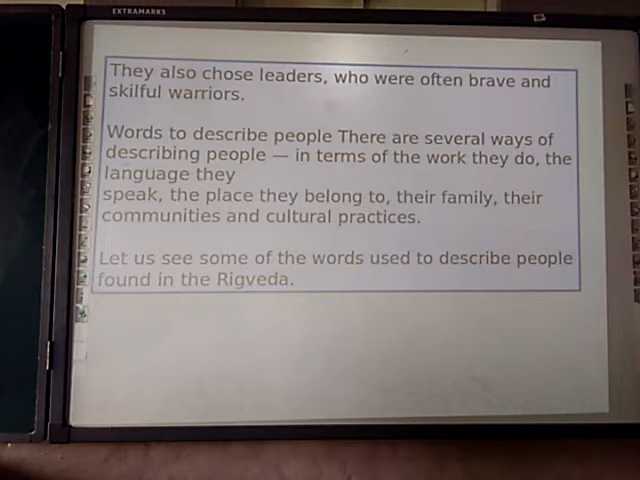 EXTRAMARKS
They also chose leaders, who were often brave and
skilful warriors.
Words to describe people There are several ways of
describing people — in terms of the work they do, the
language they
speak, the place they belong to, their family, their
communities and cultural practices.
Let us see some of the words used to describe people
found in the Rigveda.